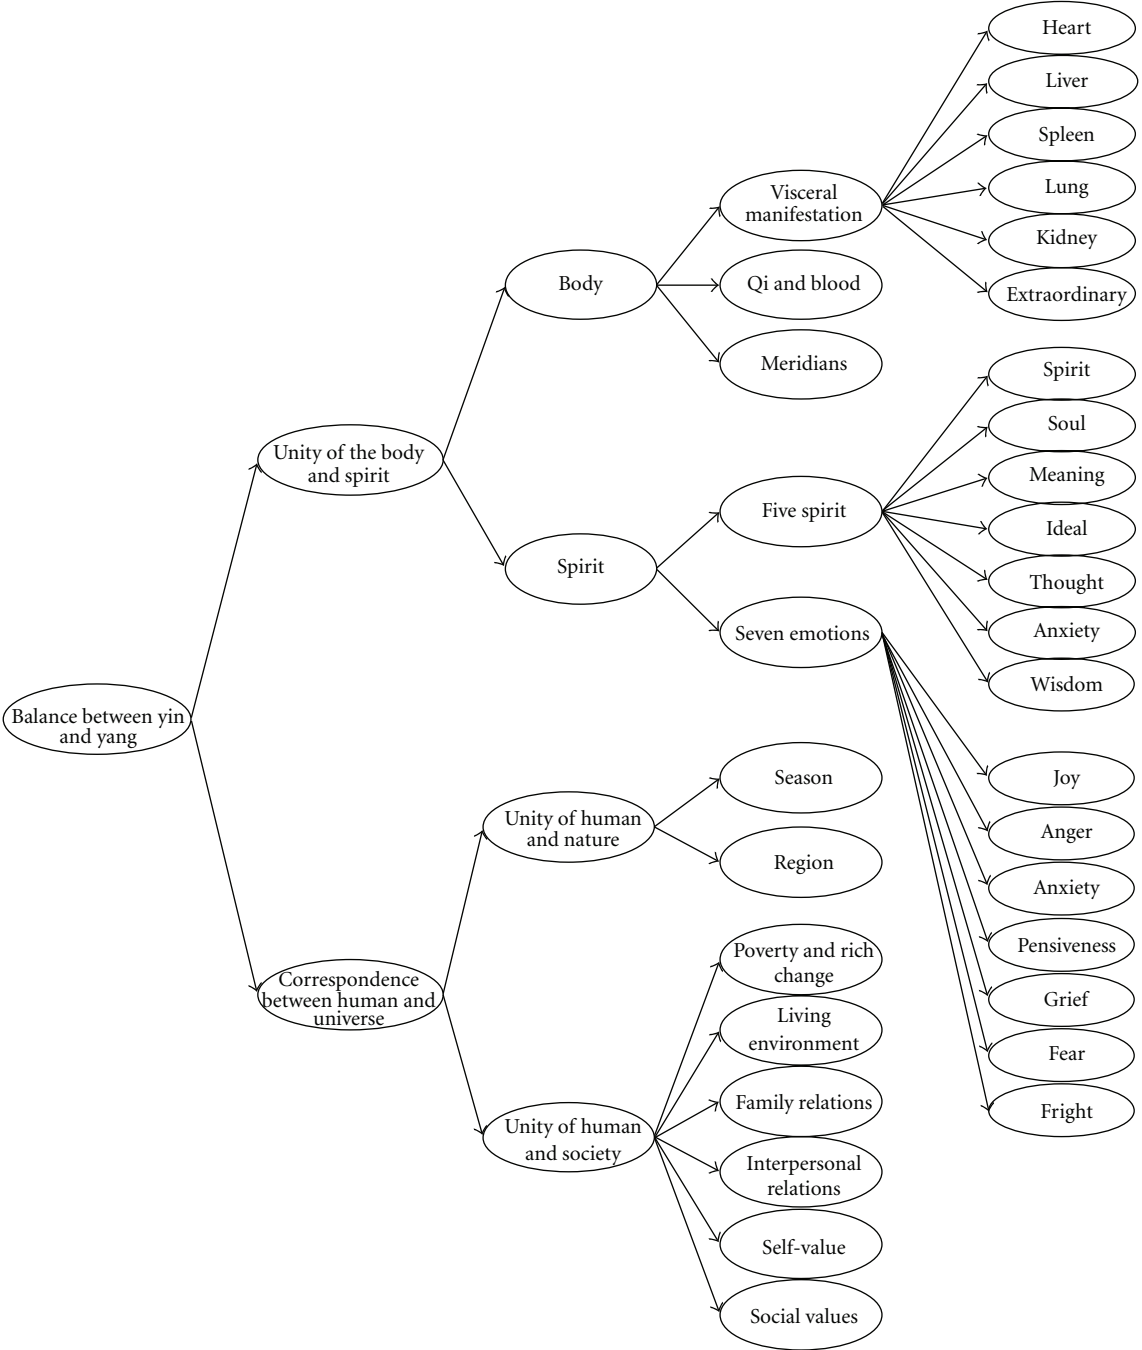 Heart
Liver
Spleen
Lung
Kidney
Extraordinary
Visceral
manifestation
Qi and blood
Meridians
Body
Unity of the body
and spirit
Spirit
Five spirit
Seven emotions
Spirit
Soul
Meaning
Ideal
Thought
Anxiety
Wisdom
Joy
Anger
Anxiety
Pensiveness
Grief
Fear
Fright
Balance between yin
and yang
Correspondence
between human and
universe
Unity of human
and nature
Season
Region
Unity of human
and society
Poverty and rich
change
Living
environment
Family relations
Interpersonal
relations
Self-value
Social values